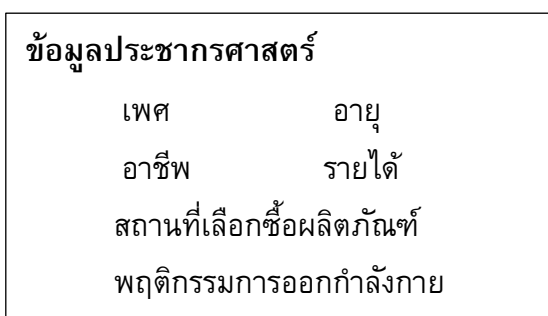 ข้อมูลประชากรศาสตร์
เพศ อายุ
อาชีพ รายได้
สถานที่เลือกซื้อผลิตภัณฑ์
พฤติกรรมการออกกำลังกาย